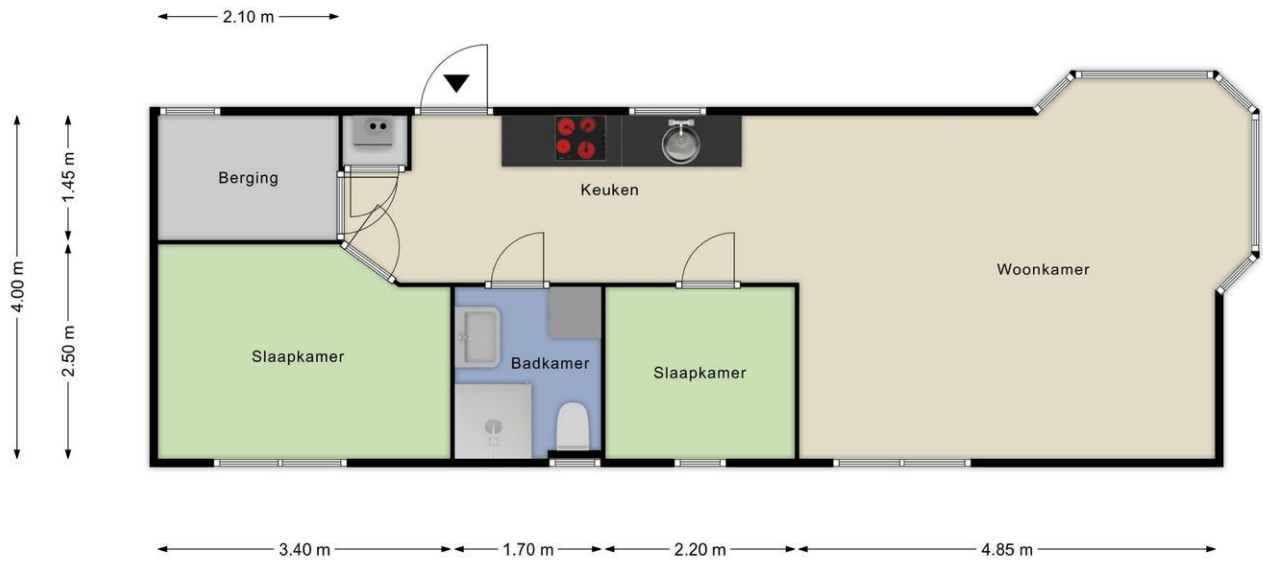 2.10 m
1.45 m
4.00 m
2.50 m
Berging
Keuken
Woonkamer
Slaapkamer
Badkamer
Slaapkamer
3.40 m
1.70 m
2.20 m
4.85 m